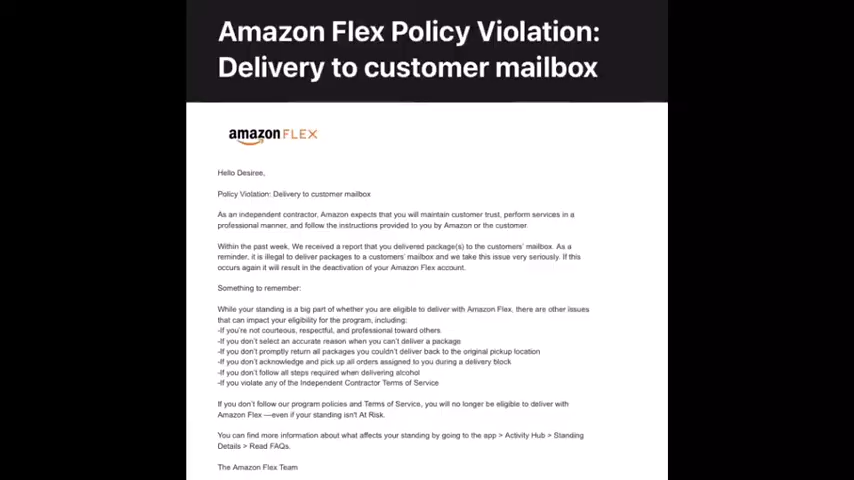 Amazon Flex Policy Violation:
Delivery to customer mailbox
amazon FLEX
Hello Desiree,
Policy Violation: Delivery to customer mailbox
As an independent contractor, Amazon expects that you will maintain customer trust, perform services in a
professional manner, and follow the instructions provided to you by Amazon or the customer.
Within the past week, We received a report that you delivered package(s) to the customers' mailbox. As a
reminder, it is illegal to deliver packages to a customers' mailbox and we take this issue very seriously. If this
occurs again it will result in the deactivation of your Amazon Flex account.
Something to remember:
While your standing is a big part of whether you are eligible to deliver with Amazon Flex, there are other issues
that can impact your eligibility for the program, including:
-If you're not courteous, respectful, and professional toward others
-If you don't select an accurate reason when you can't deliver a package
-If you don't promptly return all packages you couldn't deliver back to the original pickup location
-If you don't acknowledge and pick up all orders assigned to you during a delivery block
-If you don't follow all steps required when delivering alcohol
-If you violate any of the Independent Contractor Terms of Service
If you don't follow our program policies and Terms of Service, you will no longer be eligible to deliver with
Amazon Flex —even if your standing isn't At Risk.
You can find more information about what affects your standing by going to the app > Activity Hub > Standing
Details > Read FAQs.
The Amazon Flex Team